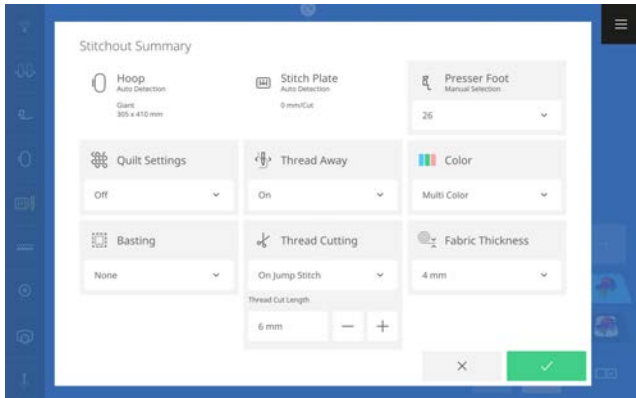 Stitchout Summary
Hoop
Auto Detection
Giant
305 x 410 mm
Stitch Plate
Auto Detection
0 mm/Cut
Presser Foot
Manual Selection
26
Quilt Settings
Off
Thread Away
On
Color
Multi Color
Basting
None
Thread Cutting
On Jump Stitch
Thread Cut Length
6 mm
Fabric Thickness
4 mm